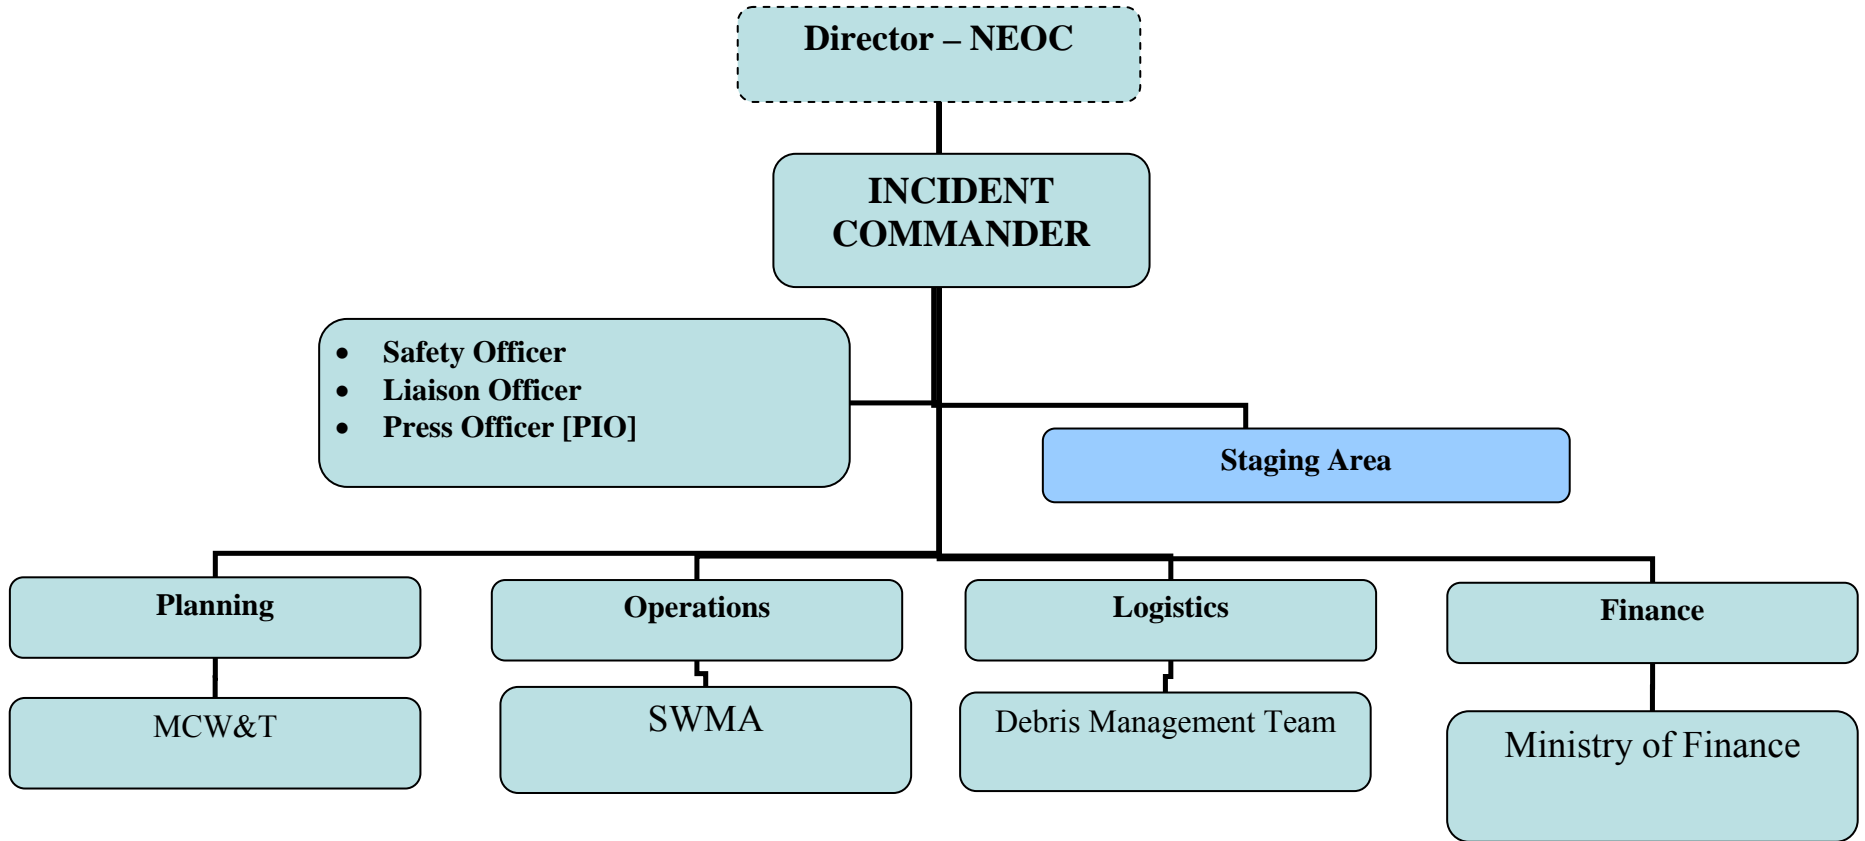 Director – NEOC
INCIDENT
COMMANDER
• Safety Officer
• Liaison Officer
• Press Officer [PIO]
Staging Area
Planning
Operations
Logistics
Finance
MCW&T
SWMA
Debris Management Team
Ministry of Finance